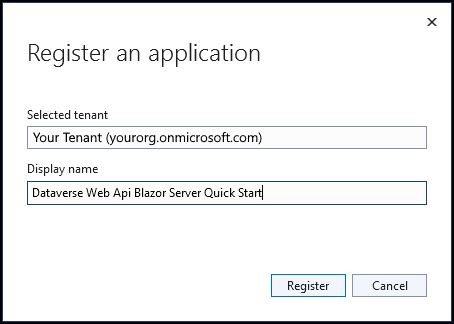 Register an application
Selected tenant
Your Tenant (yourorg.onmicrosoft.com)
Display name
Dataverse Web Api Blazor Server Quick Start
Register Cancel